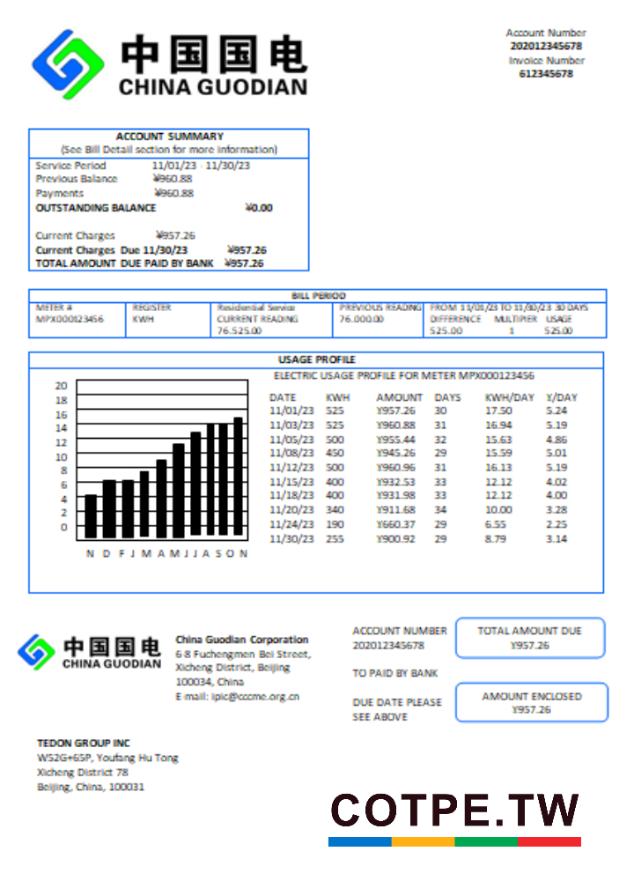 中国国电
CHINA GUODIAN
Account Number
202012345678
Invoice Number
612345678
ACCOUNT SUMMARY
(See Bill Detail section for more information)
Service Period 11/01/23 - 11/30/23
Previous Balance ¥960.88
Payments ¥960.88
OUTSTANDING BALANCE ¥0.00
Current Charges ¥957.26
Current Charges Due 11/30/23 ¥957.26
TOTAL AMOUNT DUE PAID BY BANK ¥957.26
BILL PERIOD
METER # REGISTER Residential Service PREVIOUS READING FROM 11/01/23 TO 11/30/23 30 DAYS
MPX000123456 KWH CURRENT READING 76.000.00 DIFFERENCE MULTIPIER USAGE
76.525.00 525.00 1 525.00
USAGE PROFILE
ELECTRIC USAGE PROFILE FOR METER MPX000123456
20
18
16
14
12
10
8
6
4
2
0
N D F J M A M J J A S O N
DATE KWH AMOUNT DAYS KWH/DAY Y/DAY
11/01/23 525 Y957.26 30 17.50 5.24
11/03/23 525 Y960.88 31 16.94 5.19
11/05/23 500 Y955.44 32 15.63 4.86
11/08/23 450 Y945.26 29 15.59 5.01
11/12/23 500 Y960.96 31 16.13 5.19
11/15/23 400 Y932.53 33 12.12 4.02
11/18/23 400 Y931.98 33 12.12 4.00
11/20/23 340 Y911.68 34 10.00 3.28
11/24/23 190 Y660.37 29 6.55 2.25
11/30/23 255 Y900.92 29 8.79 3.14
中国国电
CHINA GUODIAN
China Guodian Corporation
6-8 Fuchengmen Bei Street,
Xicheng District, Beijing
100034, China
E-mail: ipic@cccme.org.cn
ACCOUNT NUMBER
202012345678
TO PAID BY BANK
DUE DATE PLEASE
SEE ABOVE
TOTAL AMOUNT DUE
Y957.26
AMOUNT ENCLOSED
Y957.26
TEDON GROUP INC
W52G+65P, Youfang Hu Tong
Xicheng District 78
Beijing, China, 100031
COTPE.TW